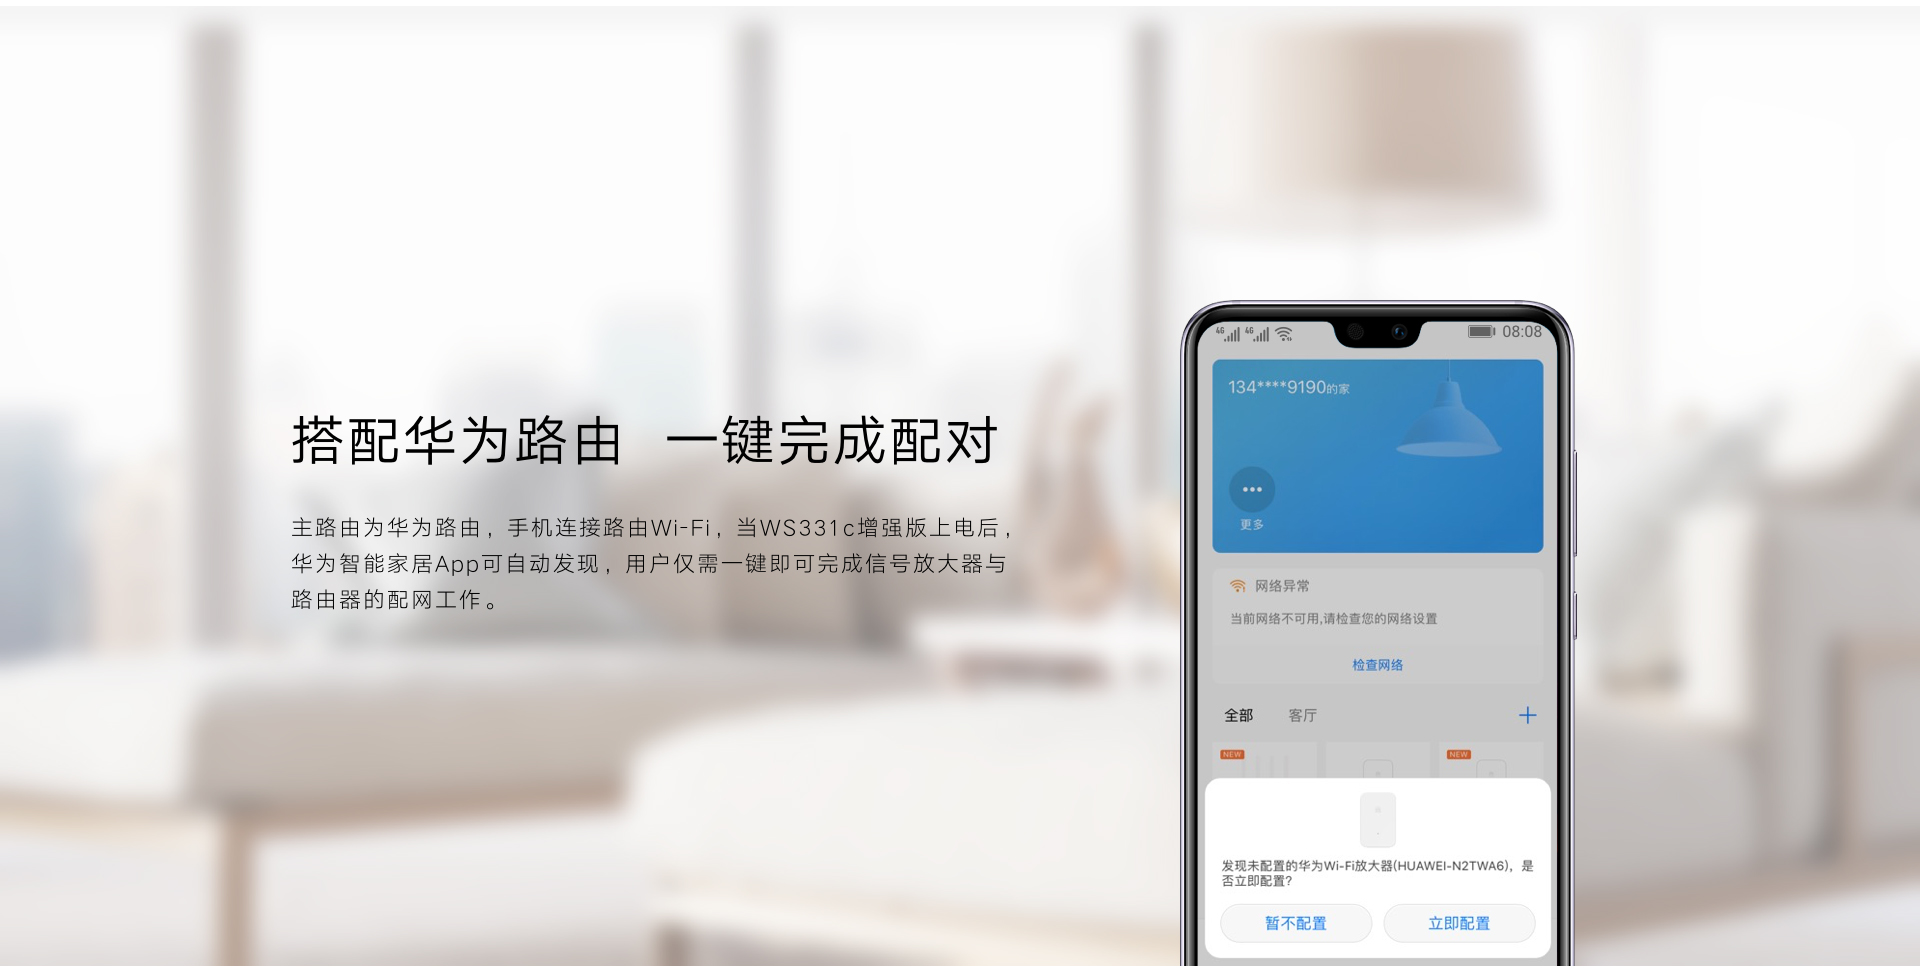 搭配华为路由 一键完成配对
主路由为华为路由，手机连接路由Wi-Fi，当WS331c增强版上电后，
华为智能家居App可自动发现，用户仅需一键即可完成信号放大器与
路由器的配网工作。
4G 4G 08:08
134****9190的家
更多
网络异常
当前网络不可用,请检查您的网络设置
检查网络
全部 客厅
NEW NEW
发现未配置的华为Wi-Fi放大器(HUAWEI-N2TWA6)，是
否立即配置?
暂不配置 立即配置